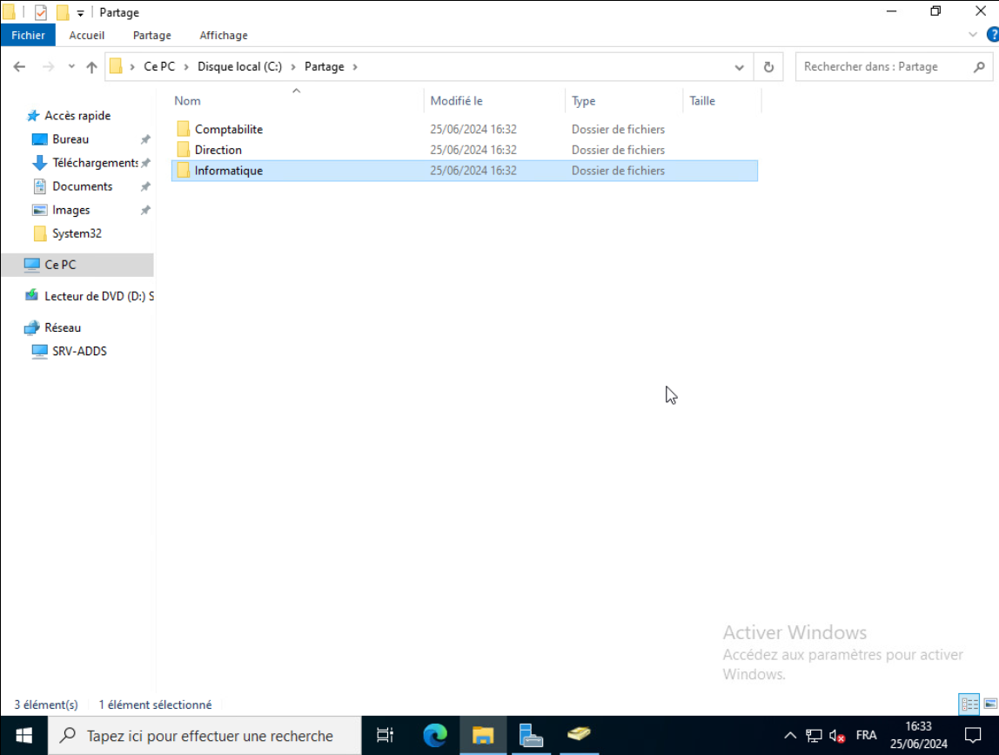 Partage
Fichier Accueil Partage Affichage
Ce PC Disque local (C:) Partage
Rechercher dans : Partage
Nom Modifié le Type Taille
Accès rapide
Bureau
Téléchargements
Documents
Images
System32
Ce PC
Lecteur de DVD (D:) S
Réseau
SRV-ADDS
Comptabilite 25/06/2024 16:32 Dossier de fichiers
Direction 25/06/2024 16:32 Dossier de fichiers
Informatique 25/06/2024 16:32 Dossier de fichiers
Activer Windows
Accédez aux paramètres pour activer
Windows.
3 élément(s) 1 élément sélectionné
Tapez ici pour effectuer une recherche
FRA
16:33
25/06/2024